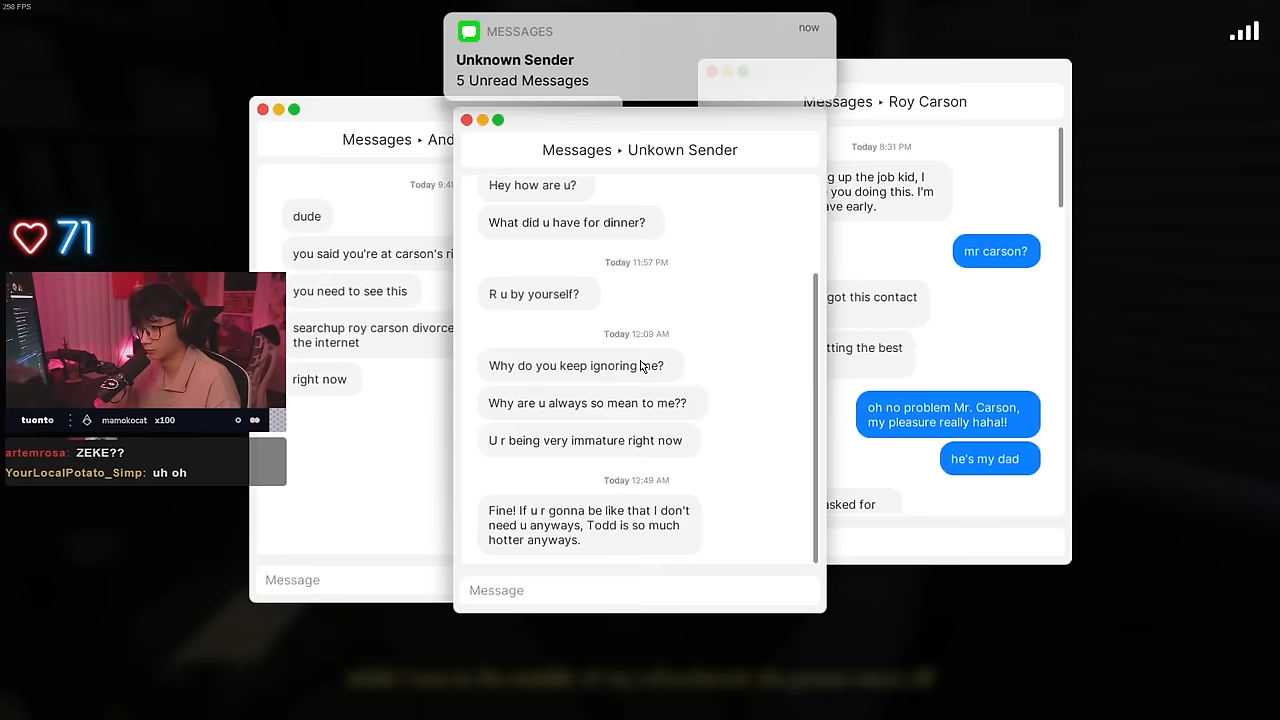 298 FPS
MESSAGES
now
Unknown Sender
5 Unread Messages
Messages ‣ And
Today 9:4
dude
you said you're at carson's ri
you need to see this
searchup roy carson divorce
the internet
right now
Message
Messages ‣ Unkown Sender
Hey how are u?
What did u have for dinner?
Today 11:57 PM
R u by yourself?
Today 12:09 AM
Why do you keep ignoring me?
Why are u always so mean to me??
U r being very immature right now
Today 12:49 AM
Fine! If u r gonna be like that I don't
need u anyways, Todd is so much
hotter anyways.
Message
Messages ‣ Roy Carson
Today 8:31 PM
g up the job kid, I
you doing this. I'm
ave early.
mr carson?
got this contact
tting the best
oh no problem Mr. Carson,
my pleasure really haha!!
he's my dad
asked for
71
tuonto
mamokocat x100
artemrosa: ZEKE??
YourLocalPotato_Simp: uh oh